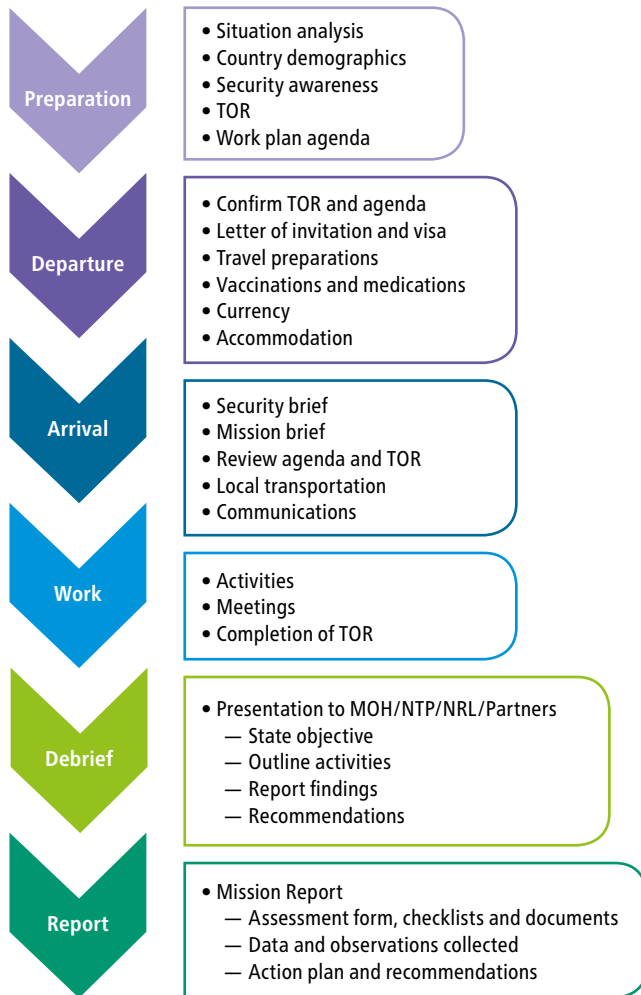 Preparation
• Situation analysis
• Country demographics
• Security awareness
• TOR
• Work plan agenda
Departure
• Confirm TOR and agenda
• Letter of invitation and visa
• Travel preparations
• Vaccinations and medications
• Currency
• Accommodation
Arrival
• Security brief
• Mission brief
• Review agenda and TOR
• Local transportation
• Communications
Work
• Activities
• Meetings
• Completion of TOR
Debrief
• Presentation to MOH/NTP/NRL/Partners
— State objective
— Outline activities
— Report findings
— Recommendations
Report
• Mission Report
— Assessment form, checklists and documents
— Data and observations collected
— Action plan and recommendations